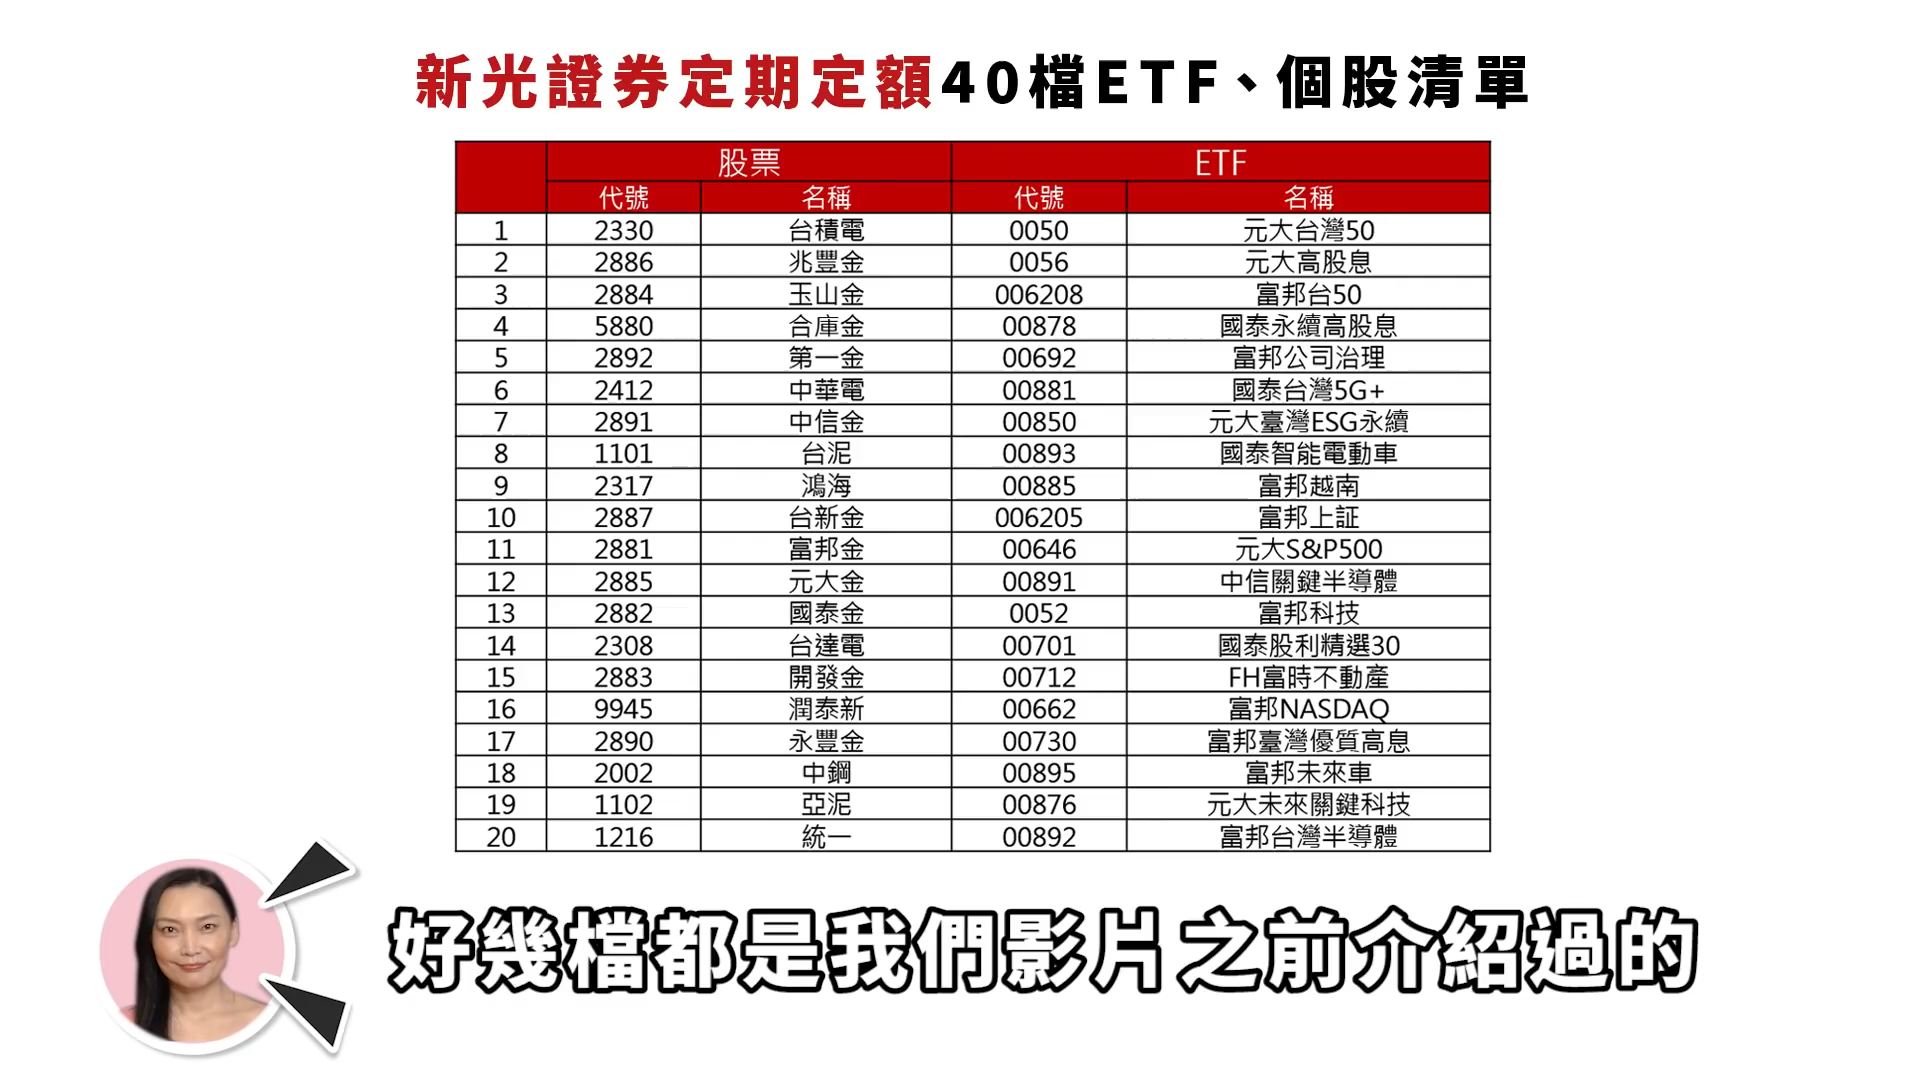 新光證券定期定額40檔ETF、個股清單
股票 ETF
代號 名稱 代號 名稱
1 2330 台積電 0050 元大台灣50
2 2886 兆豐金 0056 元大高股息
3 2884 玉山金 006208 富邦台50
4 5880 合庫金 00878 國泰永續高股息
5 2892 第一金 00692 富邦公司治理
6 2412 中華電 00881 國泰台灣5G+
7 2891 中信金 00850 元大臺灣ESG永續
8 1101 台泥 00893 國泰智能電動車
9 2317 鴻海 00885 富邦越南
10 2887 台新金 006205 富邦上証
11 2881 富邦金 00646 元大S&P500
12 2885 元大金 00891 中信關鍵半導體
13 2882 國泰金 0052 富邦科技
14 2308 台達電 00701 國泰股利精選30
15 2883 開發金 00712 FH富時不動產
16 9945 潤泰新 00662 富邦NASDAQ
17 2890 永豐金 00730 富邦臺灣優質高息
18 2002 中鋼 00895 富邦未來車
19 1102 亞泥 00876 元大未來關鍵科技
20 1216 統一 00892 富邦台灣半導體
好幾檔都是我們影片之前介紹過的